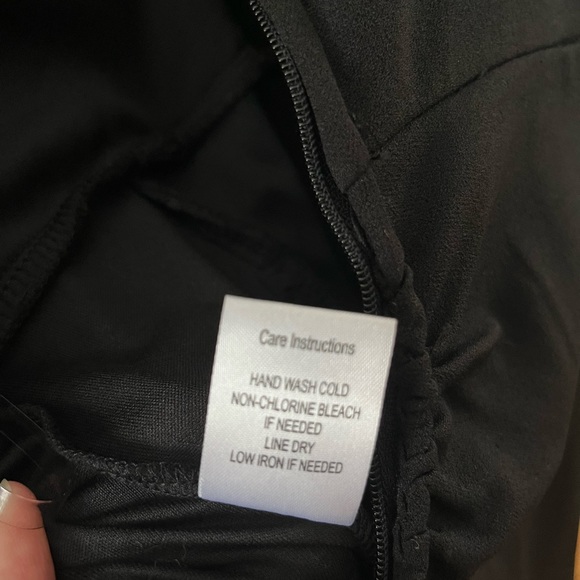 Care Instructions
HAND WASH COLD
NON-CHLORINE BLEACH
IF NEEDED
LINE DRY
LOW IRON IF NEEDED